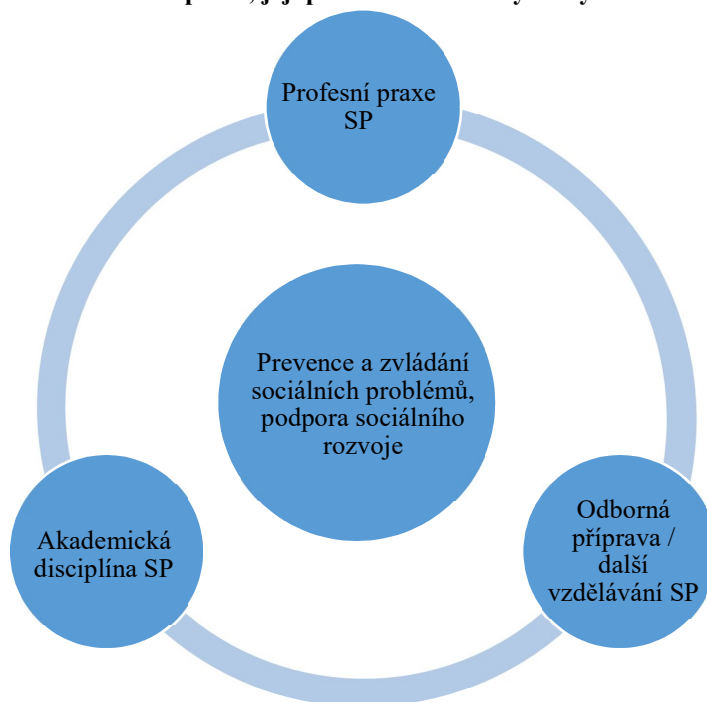 Profesní praxe
SP
Prevence a zvládání
sociálních problémů,
podpora sociálního
rozvoje
Akademická
disciplína SP
Odborná
příprava /
další
vzdělávání SP